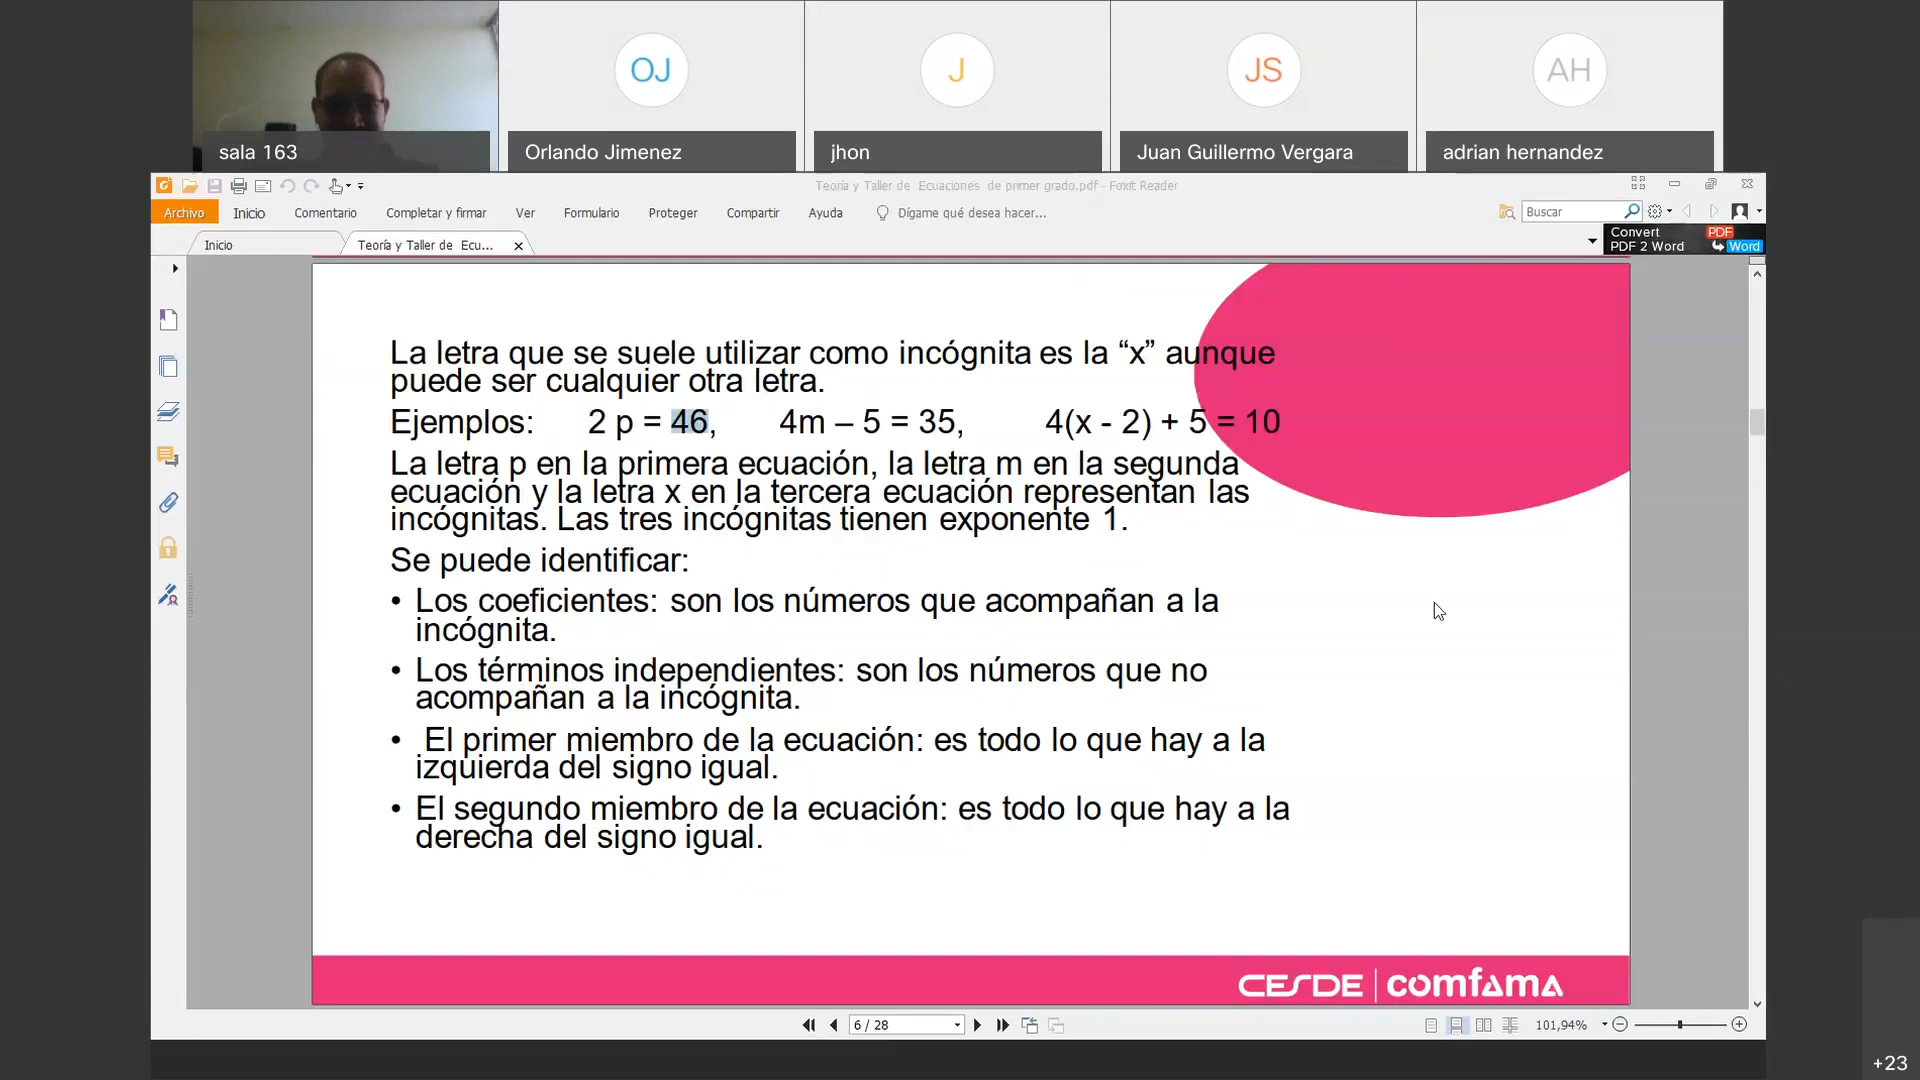 OJ J JS AH
sala 163 Orlando Jimenez jhon Juan Guillermo Vergara adrian hernandez
Teoría y Taller de Ecuaciones de primer grado.pdf - Foxit Reader
Archivo Inicio Comentario Completar y firmar Ver Formulario Proteger Compartir Ayuda Dígame qué desea hacer... Buscar
Inicio Teoría y Taller de Ecu... Convert PDF
PDF 2 Word Word
La letra que se suele utilizar como incógnita es la “x” aunque
puede ser cualquier otra letra.
Ejemplos: 2 p = 46, 4m – 5 = 35, 4(x - 2) + 5 = 10
La letra p en la primera ecuación, la letra m en la segunda
ecuación y la letra x en la tercera ecuación representan las
incógnitas. Las tres incógnitas tienen exponente 1.
Se puede identificar:
• Los coeficientes: son los números que acompañan a la
incógnita.
• Los términos independientes: son los números que no
acompañan a la incógnita.
• El primer miembro de la ecuación: es todo lo que hay a la
izquierda del signo igual.
• El segundo miembro de la ecuación: es todo lo que hay a la
derecha del signo igual.
CESDE | comfama
6 / 28 101,94%
+23